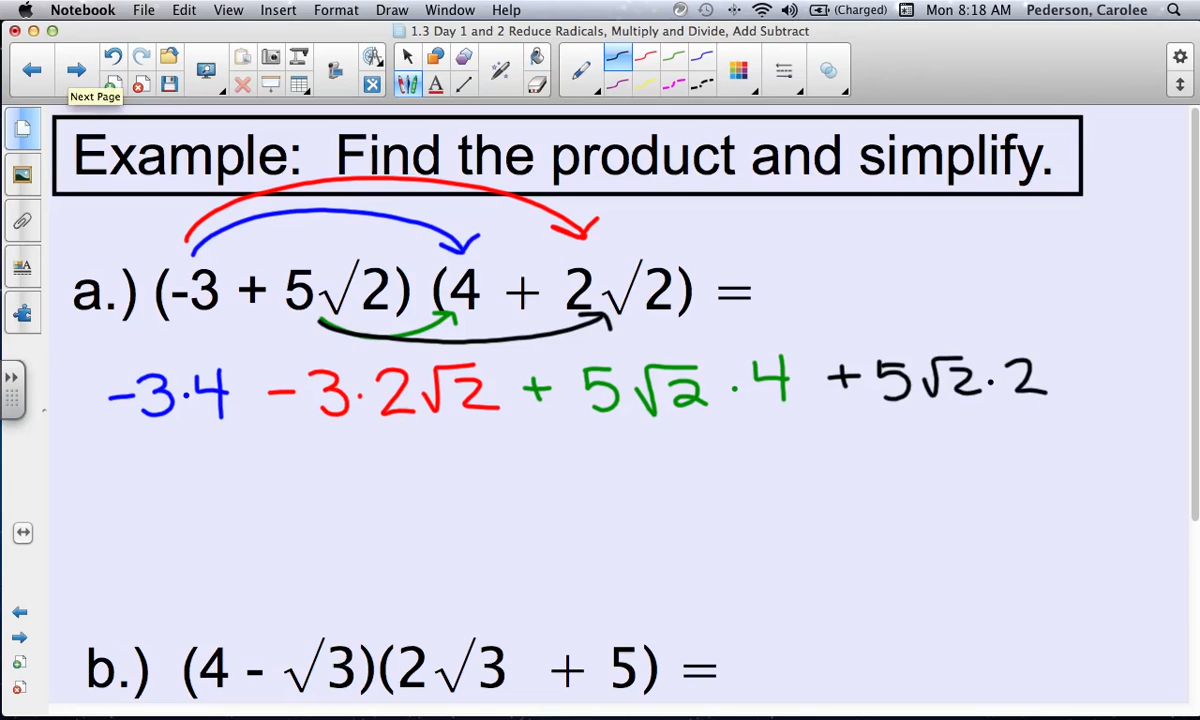 Notebook File Edit View Insert Format Draw Window Help (Charged) Mon 8:18 AM Pederson, Carolee
1.3 Day 1 and 2 Reduce Radicals, Multiply and Divide, Add Subtract
Next Page
Example: Find the product and simplify.
a.) (-3 + 5√2) (4 + 2√2) =
-3·4 -3·2√2 + 5√2·4 +5√2·2
b.) (4 - √3)(2√3 + 5) =